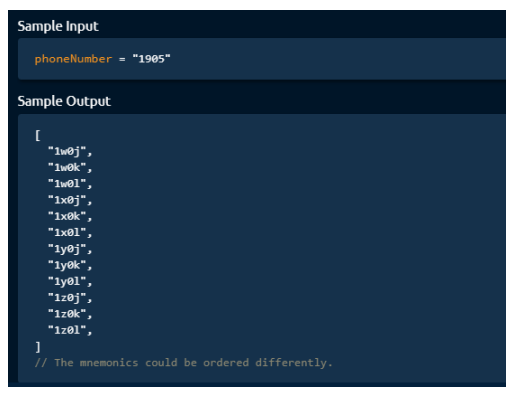 Sample Input
phoneNumber = "1905"
Sample Output
[
"1w0j",
"1w0k",
"1w0l",
"1x0j",
"1x0k",
"1x0l",
"1y0j",
"1y0k",
"1y0l",
"1z0j",
"1z0k",
"1z0l",
]
// The mnemonics could be ordered differently.